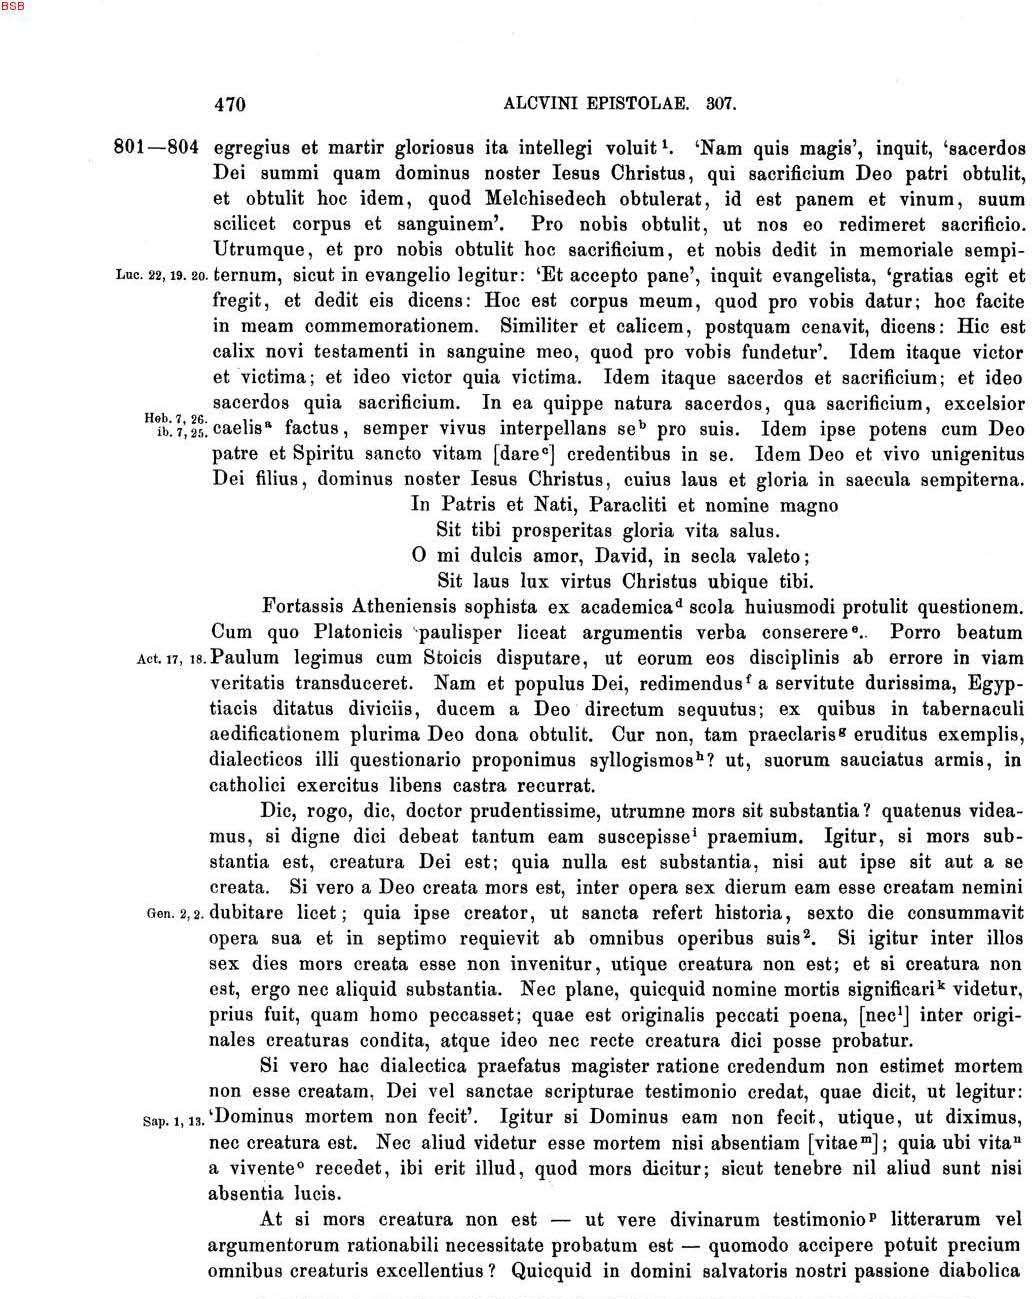 BSB
470 ALCVINI EPISTOLAE. 307.
801—804 egregius et martir gloriosus ita intellegi voluit¹. ‘Nam quis magis’, inquit, ‘sacerdos
Dei summi quam dominus noster Iesus Christus, qui sacrificium Deo patri obtulit,
et obtulit hoc idem, quod Melchisedech obtulerat, id est panem et vinum, suum
scilicet corpus et sanguinem’. Pro nobis obtulit, ut nos eo redimeret sacrificio.
Utrumque, et pro nobis obtulit hoc sacrificium, et nobis dedit in memoriale sempi-
Luc. 22, 19. 20. ternum, sicut in evangelio legitur: ‘Et accepto pane’, inquit evangelista, ‘gratias egit et
fregit, et dedit eis dicens: Hoc est corpus meum, quod pro vobis datur; hoc facite
in meam commemorationem. Similiter et calicem, postquam cenavit, dicens: Hic est
calix novi testamenti in sanguine meo, quod pro vobis fundetur’. Idem itaque victor
et victima; et ideo victor quia victima. Idem itaque sacerdos et sacrificium; et ideo
sacerdos quia sacrificium. In ea quippe natura sacerdos, qua sacrificium, excelsior
Heb. 7, 26.
ib. 7, 25. caelisᵃ factus, semper vivus interpellans seᵇ pro suis. Idem ipse potens cum Deo
patre et Spiritu sancto vitam [dareᶜ] credentibus in se. Idem Deo et vivo unigenitus
Dei filius, dominus noster Iesus Christus, cuius laus et gloria in saecula sempiterna.
In Patris et Nati, Paracliti et nomine magno
Sit tibi prosperitas gloria vita salus.
O mi dulcis amor, David, in secla valeto;
Sit laus lux virtus Christus ubique tibi.
Fortassis Atheniensis sophista ex academicaᵈ scola huiusmodi protulit questionem.
Cum quo Platonicis paulisper liceat argumentis verba conserereᵉ. Porro beatum
Act. 17, 18. Paulum legimus cum Stoicis disputare, ut eorum eos disciplinis ab errore in viam
veritatis transduceret. Nam et populus Dei, redimendusᶠ a servitute durissima, Egyp-
tiacis ditatus diviciis, ducem a Deo directum sequutus; ex quibus in tabernaculi
aedificationem plurima Deo dona obtulit. Cur non, tam praeclarisᵍ eruditus exemplis,
dialecticos illi questionario proponimus syllogismosʰ? ut, suorum sauciatus armis, in
catholici exercitus libens castra recurrat.
Dic, rogo, dic, doctor prudentissime, utrumne mors sit substantia? quatenus videa-
mus, si digne dici debeat tantum eam suscepisseⁱ praemium. Igitur, si mors sub-
stantia est, creatura Dei est; quia nulla est substantia, nisi aut ipse sit aut a se
creata. Si vero a Deo creata mors est, inter opera sex dierum eam esse creatam nemini
Gen. 2, 2. dubitare licet; quia ipse creator, ut sancta refert historia, sexto die consummavit
opera sua et in septimo requievit ab omnibus operibus suis². Si igitur inter illos
sex dies mors creata esse non invenitur, utique creatura non est; et si creatura non
est, ergo nec aliquid substantia. Nec plane, quicquid nomine mortis significariᵏ videtur,
prius fuit, quam homo peccasset; quae est originalis peccati poena, [necˡ] inter origi-
nales creaturas condita, atque ideo nec recte creatura dici posse probatur.
Si vero hac dialectica praefatus magister ratione credendum non estimet mortem
non esse creatam, Dei vel sanctae scripturae testimonio credat, quae dicit, ut legitur:
Sap. 1, 13. ‘Dominus mortem non fecit’. Igitur si Dominus eam non fecit, utique, ut diximus,
nec creatura est. Nec aliud videtur esse mortem nisi absentiam [vitaeᵐ]; quia ubi vitaⁿ
a viventeᵒ recedet, ibi erit illud, quod mors dicitur; sicut tenebre nil aliud sunt nisi
absentia lucis.
At si mors creatura non est — ut vere divinarum testimonioᵖ litterarum vel
argumentorum rationabili necessitate probatum est — quomodo accipere potuit precium
omnibus creaturis excellentius? Quicquid in domini salvatoris nostri passione diabolica